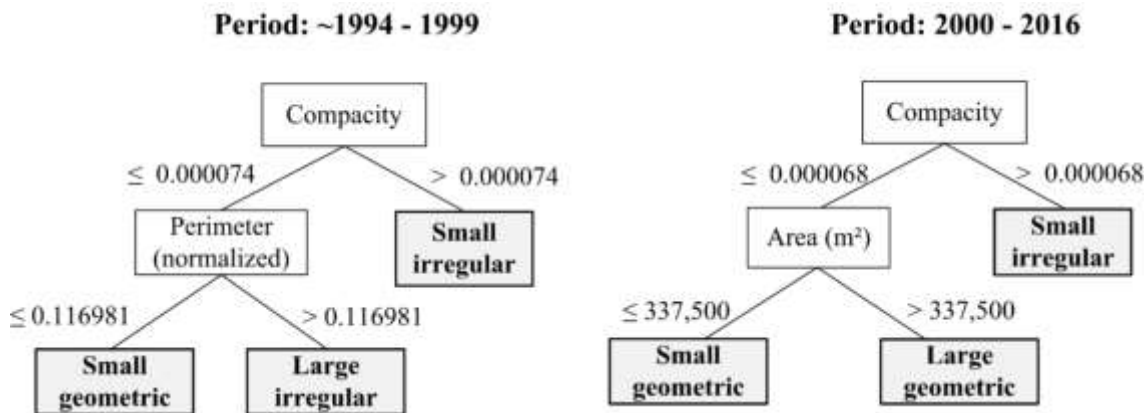 Period: ~1994 - 1999
Compacity
≤ 0.000074
> 0.000074
Perimeter
(normalized)
Small
irregular
≤ 0.116981
> 0.116981
Small
geometric
Large
irregular
Period: 2000 - 2016
Compacity
≤ 0.000068
> 0.000068
Area (m²)
Small
irregular
≤ 337,500
> 337,500
Small
geometric
Large
geometric